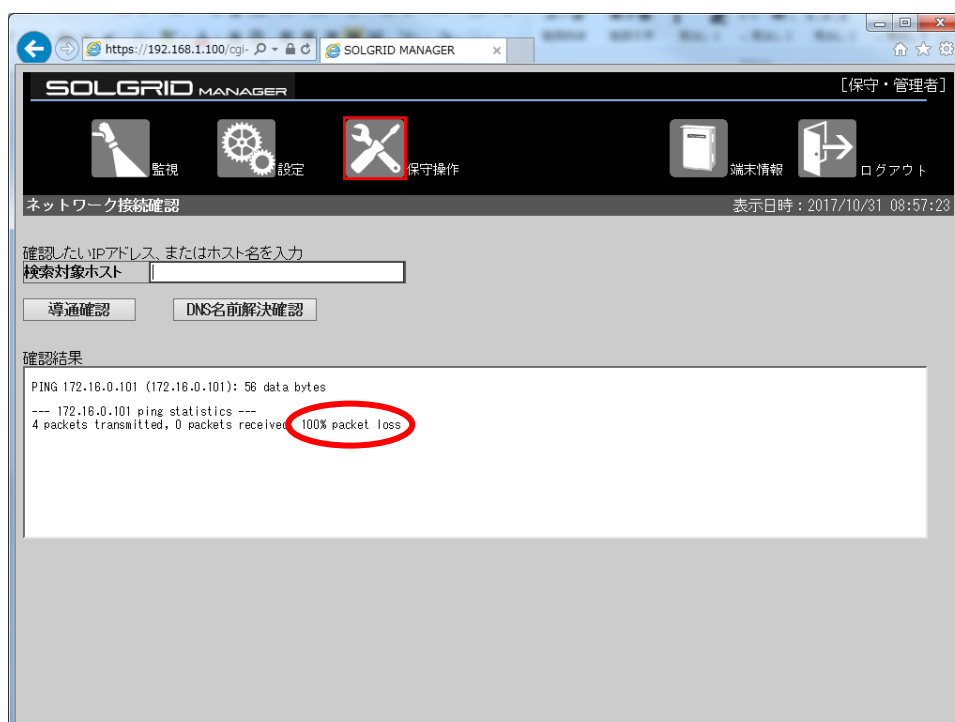 https://192.168.1.100/cgi-
SOLGRID MANAGER
SOLGRID MANAGER
[保守・管理者]
監視
設定
保守操作
端末情報
ログアウト
ネットワーク接続確認
表示日時：2017/10/31 08:57:23
確認したいIPアドレス、またはホスト名を入力
検索対象ホスト
導通確認
DNS名前解決確認
確認結果
PING 172.16.0.101 (172.16.0.101): 56 data bytes
--- 172.16.0.101 ping statistics ---
4 packets transmitted, 0 packets received, 100% packet loss